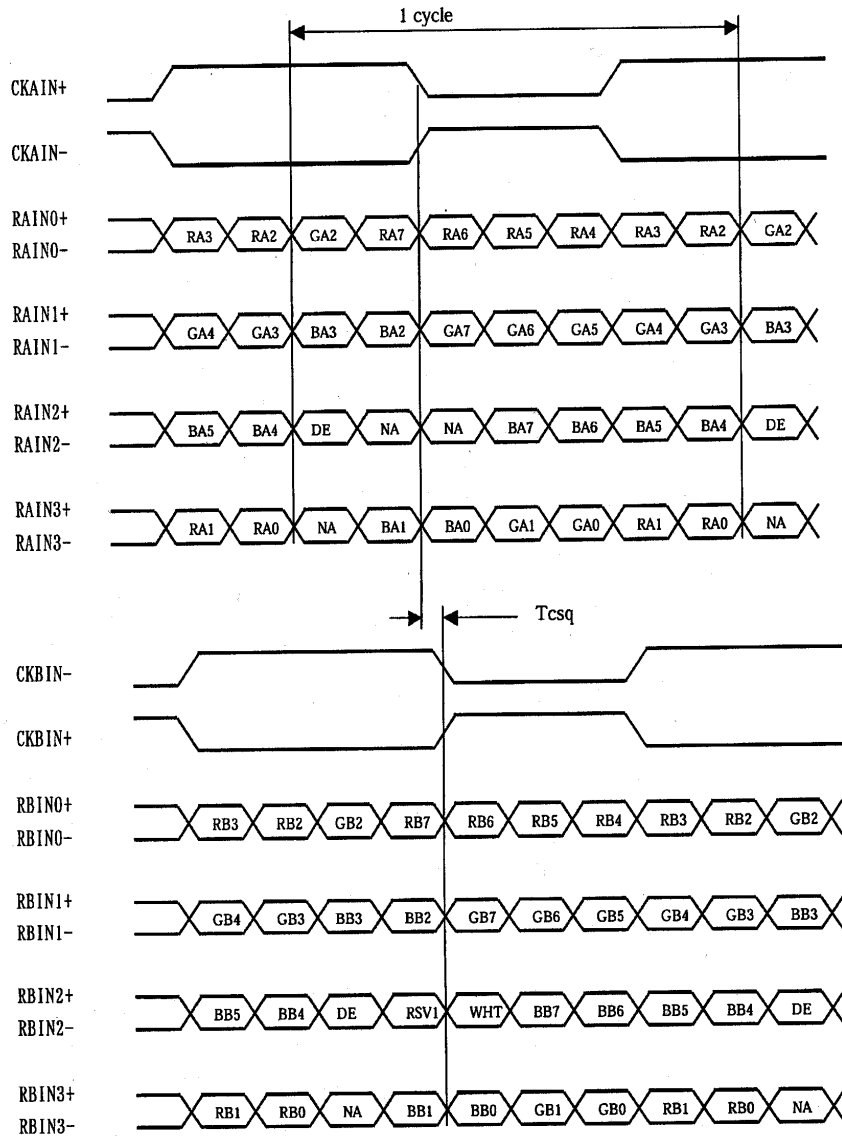 1 cycle
CKAIN+
CKAIN-
RAIN0+
RA3 RA2 GA2 RA7 RA6 RA5 RA4 RA3 RA2 GA2
RAIN0-
RAIN1+
GA4 GA3 BA3 BA2 GA7 GA6 GA5 GA4 GA3 BA3
RAIN1-
RAIN2+
BA5 BA4 DE NA NA BA7 BA6 BA5 BA4 DE
RAIN2-
RAIN3+
RA1 RA0 NA BA1 BA0 GA1 GA0 RA1 RA0 NA
RAIN3-
Tcsq
CKBIN-
CKBIN+
RBIN0+
RB3 RB2 GB2 RB7 RB6 RB5 RB4 RB3 RB2 GB2
RBIN0-
RBIN1+
GB4 GB3 BB3 BB2 GB7 GB6 GB5 GB4 GB3 BB3
RBIN1-
RBIN2+
BB5 BB4 DE RSV1 WHT BB7 BB6 BB5 BB4 DE
RBIN2-
RBIN3+
RB1 RB0 NA BB1 BB0 GB1 GB0 RB1 RB0 NA
RBIN3-